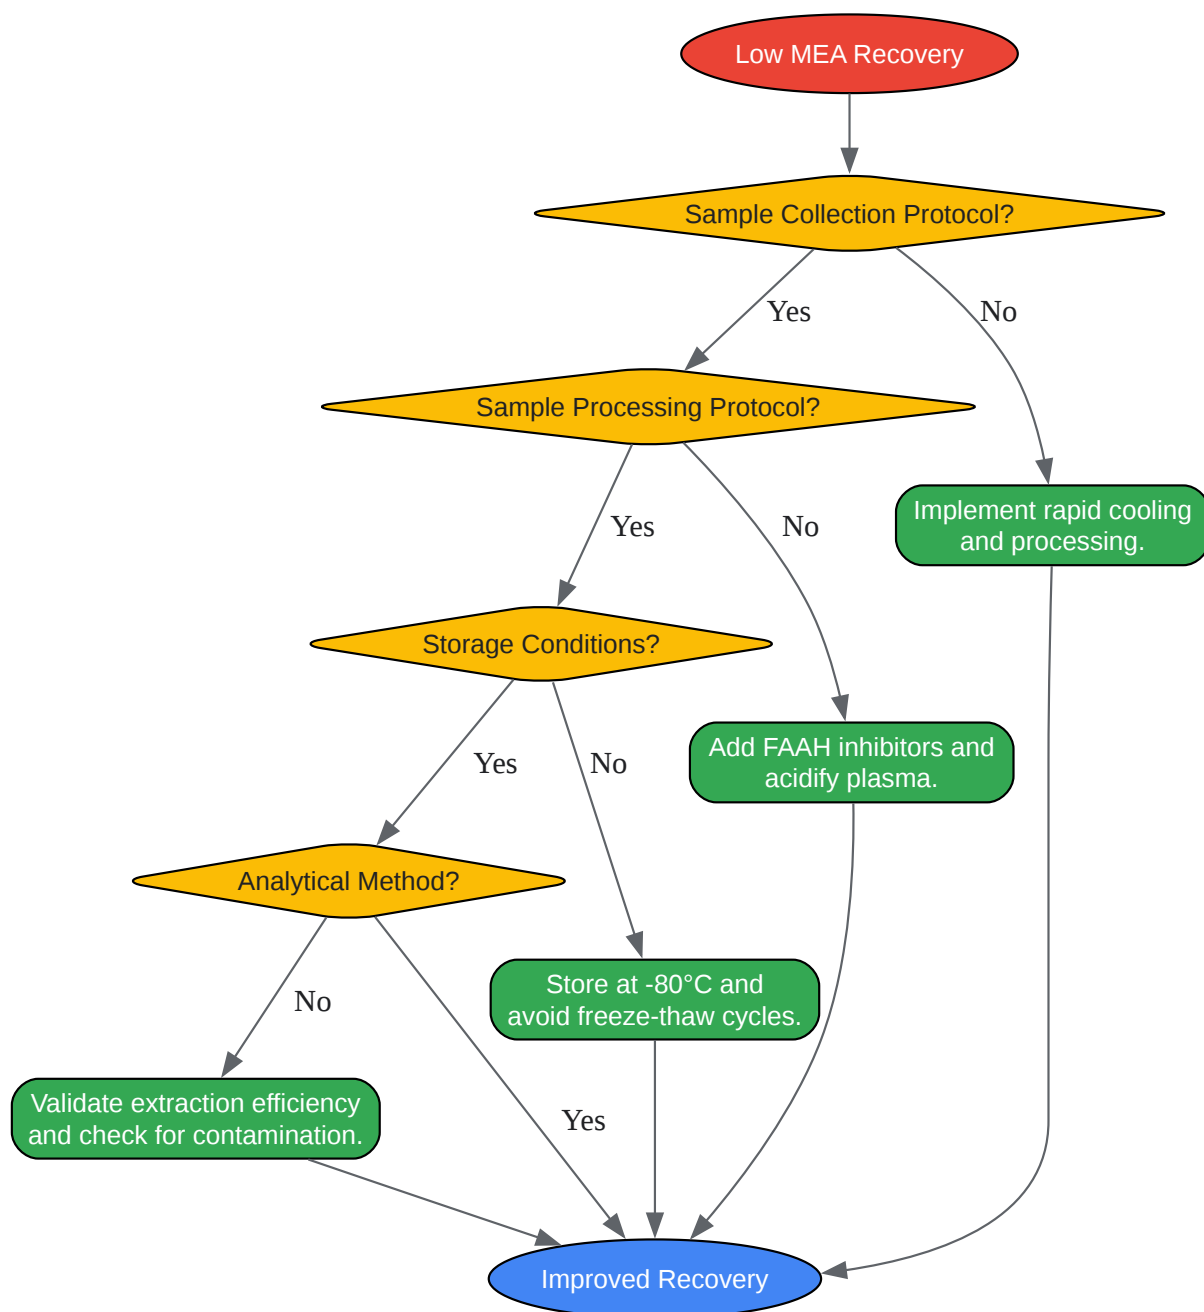 Low MEA Recovery
Sample Collection Protocol?
Yes
No
Sample Processing Protocol?
Implement rapid cooling
and processing.
Yes
No
Storage Conditions?
Add FAAH inhibitors and
acidify plasma.
Yes
No
Analytical Method?
Store at -80°C and
avoid freeze-thaw cycles.
No
Validate extraction efficiency
and check for contamination.
Yes
Improved Recovery